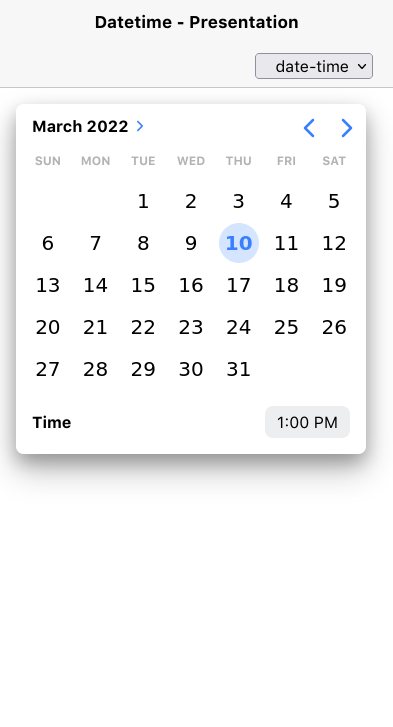 Datetime - Presentation
date-time
March 2022
SUN MON TUE WED THU FRI SAT
1 2 3 4 5
6 7 8 9 10 11 12
13 14 15 16 17 18 19
20 21 22 23 24 25 26
27 28 29 30 31
Time 1:00 PM